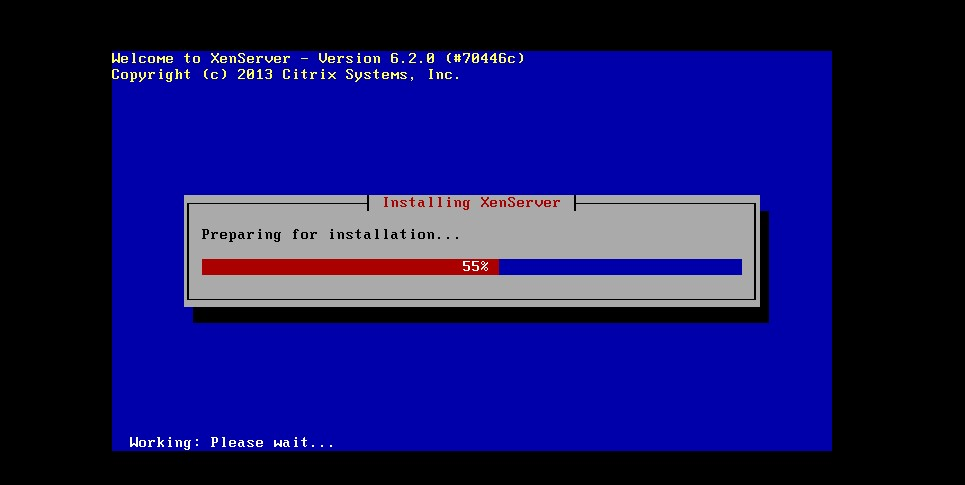 Welcome to XenServer - Version 6.2.0 (#70446c)
Copyright (c) 2013 Citrix Systems, Inc.
Installing XenServer
Preparing for installation...
55%
Working: Please wait...